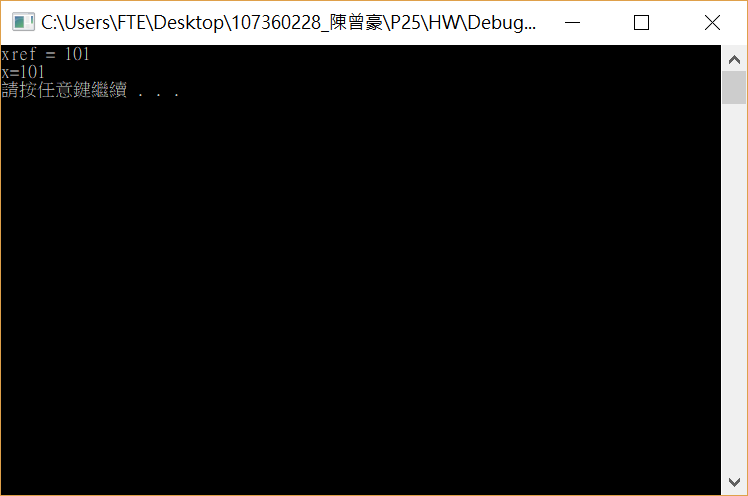 C:\Users\FTE\Desktop\107360228_陳曾豪\P25\HW\Debug...
xref = 101
x=101
請按任意鍵繼續 . . .